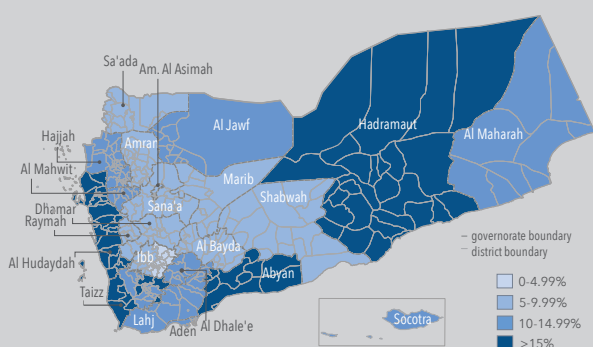 Sa'ada
Am. Al Asimah
Al Jawf
Hadramaut
Hajjah
Amran
Al Maharah
Al Mahwit
Marib
Shabwah
Sana'a
Dhamar
Raymah
— governorate boundary
— district boundary
Al Bayda
Ibb
Al Hudaydah
Abyan
0-4.99%
Taizz
5-9.99%
Lahj
Aden
Al Dhale'e
Socotra
10-14.99%
>15%